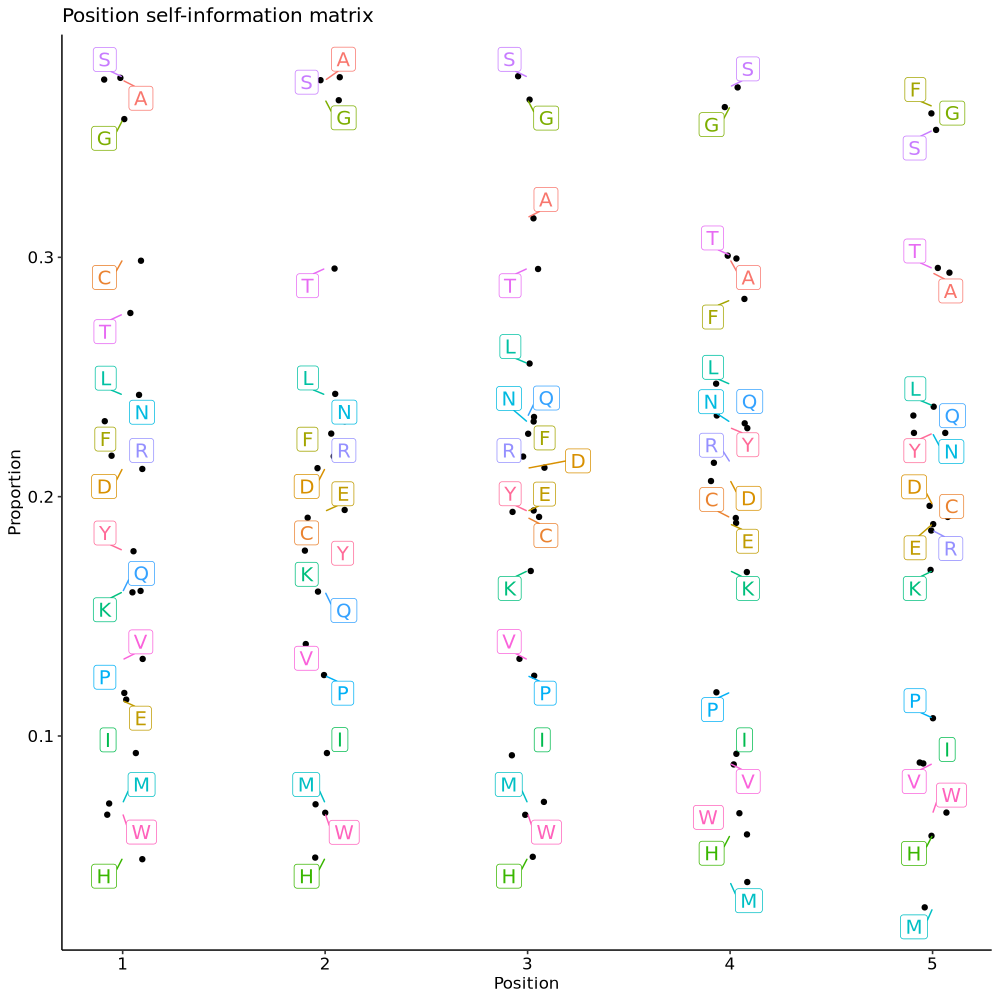 Position self-information matrix
Proportion
0.3
0.2
0.1
S
A
G
C
T
L
N
F
R
D
Y
Q
K
V
P
E
I
M
W
H
A
S
G
T
L
N
F
R
D
E
C
Y
K
Q
V
P
I
M
W
H
S
G
A
T
L
N
Q
F
R
D
Y
E
C
K
V
P
I
M
W
H
S
G
T
A
F
L
N
Q
R
Y
C
D
E
K
P
I
V
W
H
M
F
G
S
T
A
L
Q
Y
N
D
C
E
R
K
P
I
V
W
H
M
1 2 3 4 5
Position